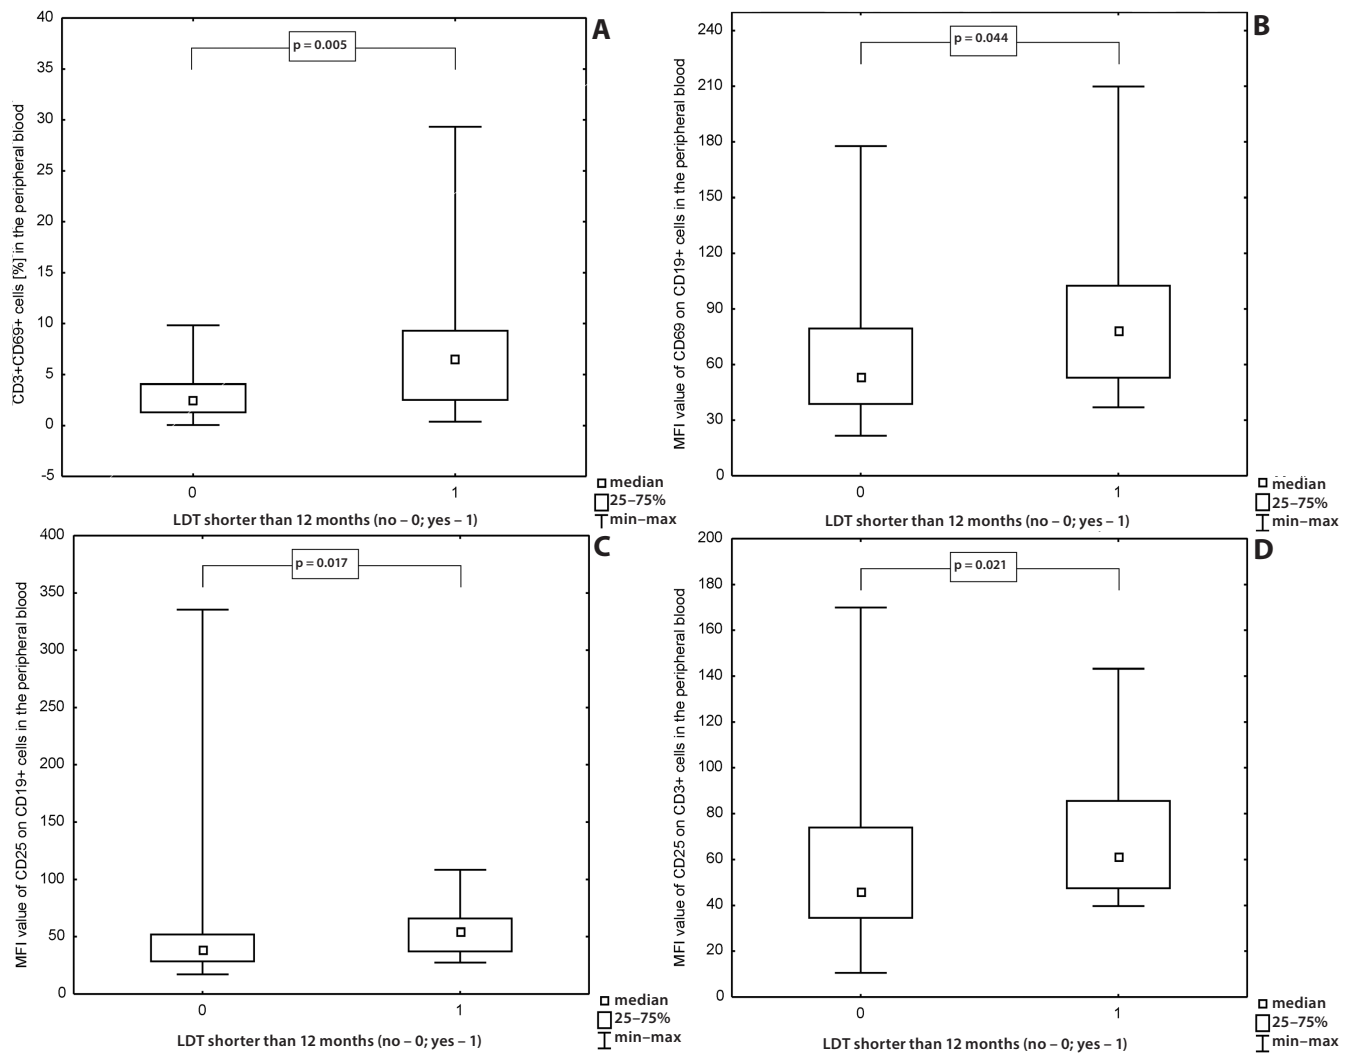 A
p = 0.005
CD3+CD69+ cells [%] in the peripheral blood
40
35
30
25
20
15
10
5
0
-5
0 1
LDT shorter than 12 months (no – 0; yes – 1)
median
25–75%
min–max
B
p = 0.044
MFI value of CD69 on CD19+ cells in the peripheral blood
240
210
180
150
120
90
60
30
0
0 1
LDT shorter than 12 months (no – 0; yes – 1)
median
25–75%
min–max
C
p = 0.017
MFI value of CD25 on CD19+ cells in the peripheral blood
400
350
300
250
200
150
100
50
0
0 1
LDT shorter than 12 months (no – 0; yes – 1)
median
25–75%
min–max
D
p = 0.021
MFI value of CD25 on CD3+ cells in the peripheral blood
200
180
160
140
120
100
80
60
40
20
0
0 1
LDT shorter than 12 months (no – 0; yes – 1)
median
25–75%
min–max